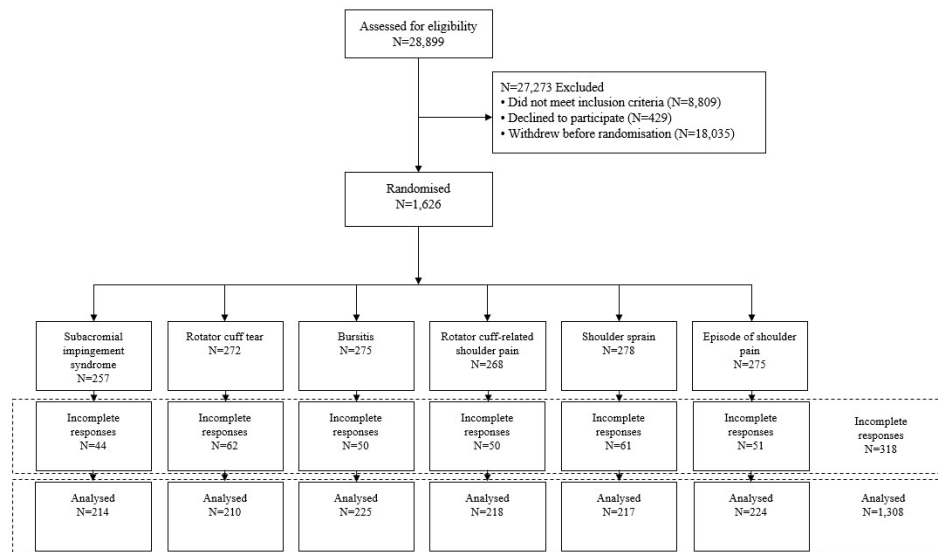 Assessed for eligibility
N=28,899
N=27,273 Excluded
• Did not meet inclusion criteria (N=8,809)
• Declined to participate (N=429)
• Withdrew before randomisation (N=18,035)
Randomised
N=1,626
Subacromial
impingement
syndrome
N=257
Rotator cuff tear
N=272
Bursitis
N=275
Rotator cuff-related
shoulder pain
N=268
Shoulder sprain
N=278
Episode of shoulder
pain
N=275
Incomplete
responses
N=44
Incomplete
responses
N=62
Incomplete
responses
N=50
Incomplete
responses
N=50
Incomplete
responses
N=61
Incomplete
responses
N=51
Incomplete
responses
N=318
Analysed
N=214
Analysed
N=210
Analysed
N=225
Analysed
N=218
Analysed
N=217
Analysed
N=224
Analysed
N=1,308